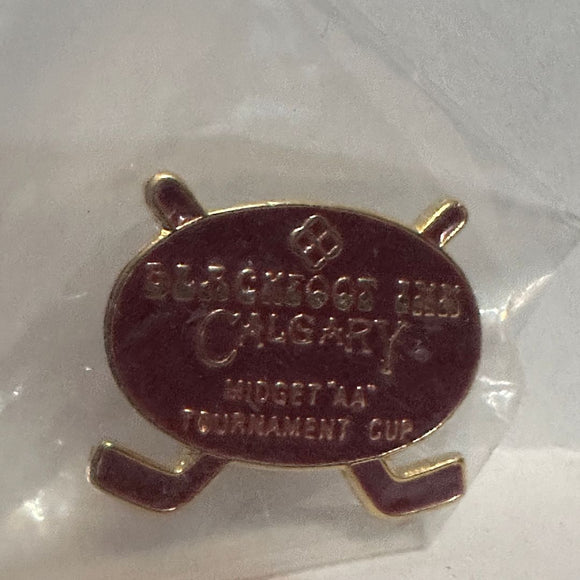 BLACKFOOT INN
CALGARY
MIDGET "AA"
TOURNAMENT CUP